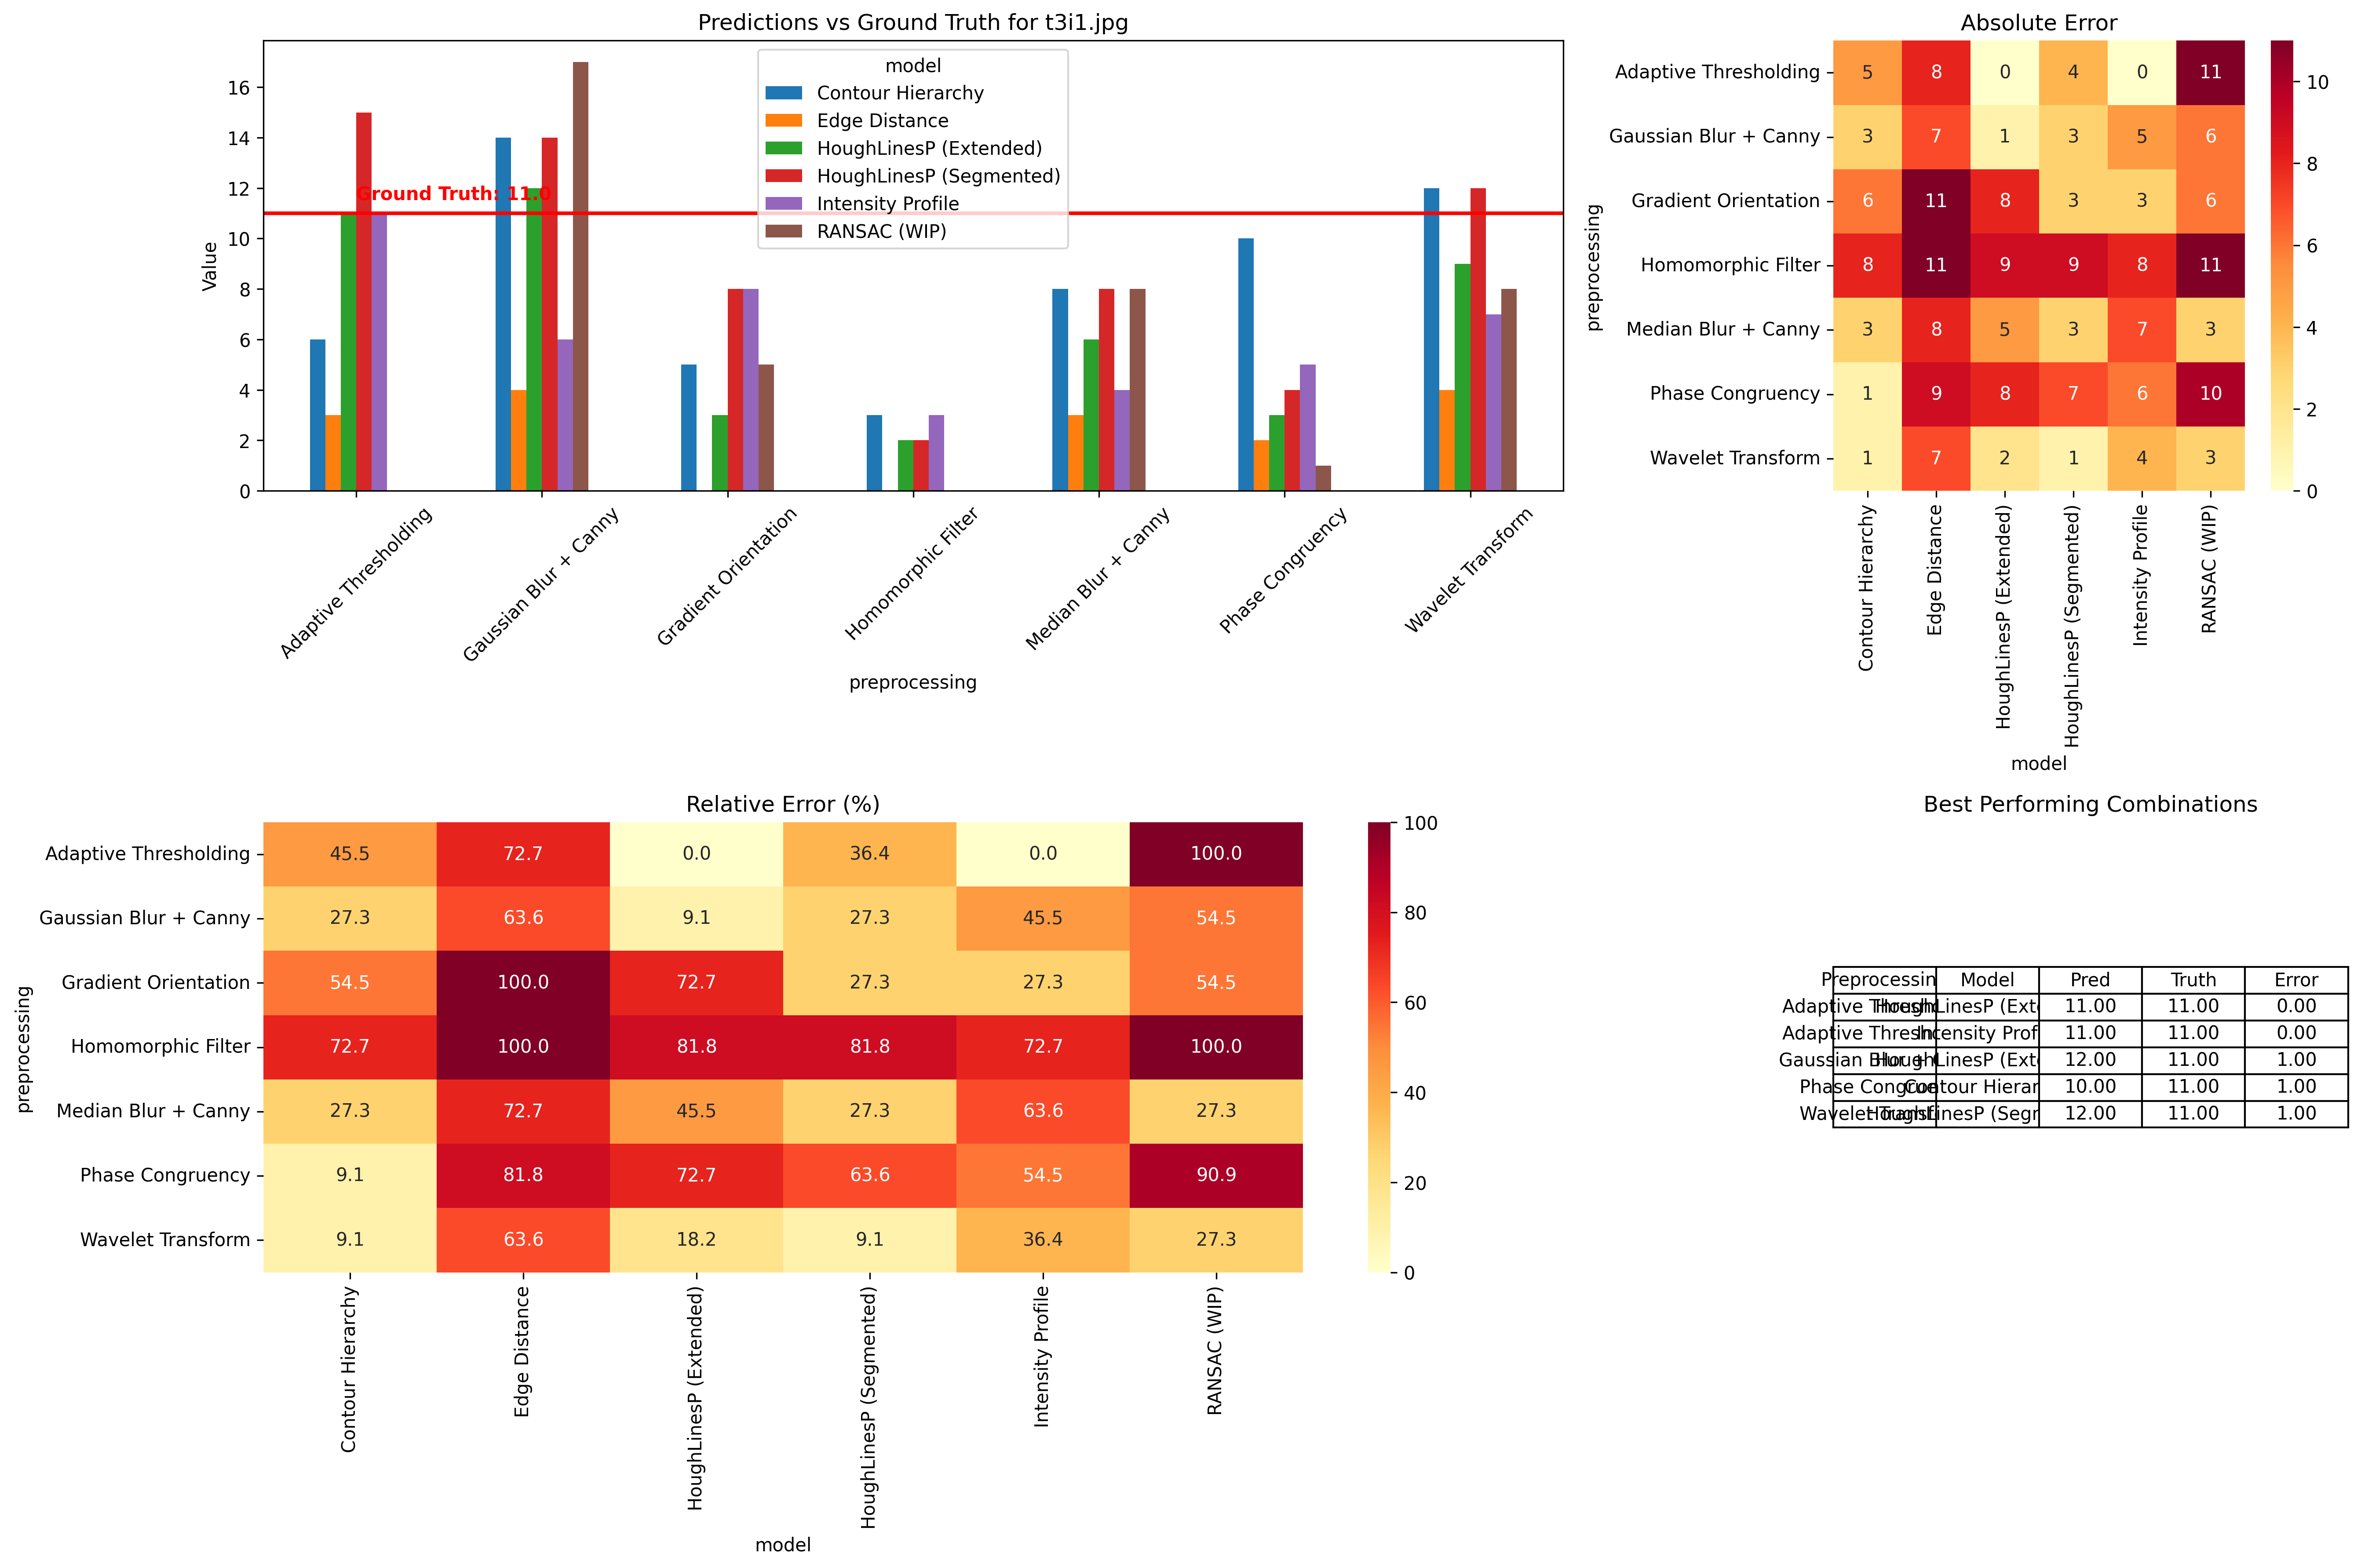 Predictions vs Ground Truth for t3i1.jpg
Value
16
14
12
10
8
6
4
2
0
Ground Truth: 11.0
model
Contour Hierarchy
Edge Distance
HoughLinesP (Extended)
HoughLinesP (Segmented)
Intensity Profile
RANSAC (WIP)
Adaptive Thresholding
Gaussian Blur + Canny
Gradient Orientation
Homomorphic Filter
Median Blur + Canny
Phase Congruency
Wavelet Transform
preprocessing
Absolute Error
preprocessing
Adaptive Thresholding 5 8 0 4 0 11
Gaussian Blur + Canny 3 7 1 3 5 6
Gradient Orientation 6 11 8 3 3 6
Homomorphic Filter 8 11 9 9 8 11
Median Blur + Canny 3 8 5 3 7 3
Phase Congruency 1 9 8 7 6 10
Wavelet Transform 1 7 2 1 4 3
Contour Hierarchy
Edge Distance
HoughLinesP (Extended)
HoughLinesP (Segmented)
Intensity Profile
RANSAC (WIP)
model
10
8
6
4
2
0
Relative Error (%)
preprocessing
Adaptive Thresholding 45.5 72.7 0.0 36.4 0.0 100.0
Gaussian Blur + Canny 27.3 63.6 9.1 27.3 45.5 54.5
Gradient Orientation 54.5 100.0 72.7 27.3 27.3 54.5
Homomorphic Filter 72.7 100.0 81.8 81.8 72.7 100.0
Median Blur + Canny 27.3 72.7 45.5 27.3 63.6 27.3
Phase Congruency 9.1 81.8 72.7 63.6 54.5 90.9
Wavelet Transform 9.1 63.6 18.2 9.1 36.4 27.3
Contour Hierarchy
Edge Distance
HoughLinesP (Extended)
HoughLinesP (Segmented)
Intensity Profile
RANSAC (WIP)
model
100
80
60
40
20
0
Best Performing Combinations
Preprocessin Model Pred Truth Error
Adaptive 11.00 11.00 0.00
Adaptive 11.00 11.00 0.00
Gaussian 12.00 11.00 1.00
Phase 10.00 11.00 1.00
12.00 11.00 1.00